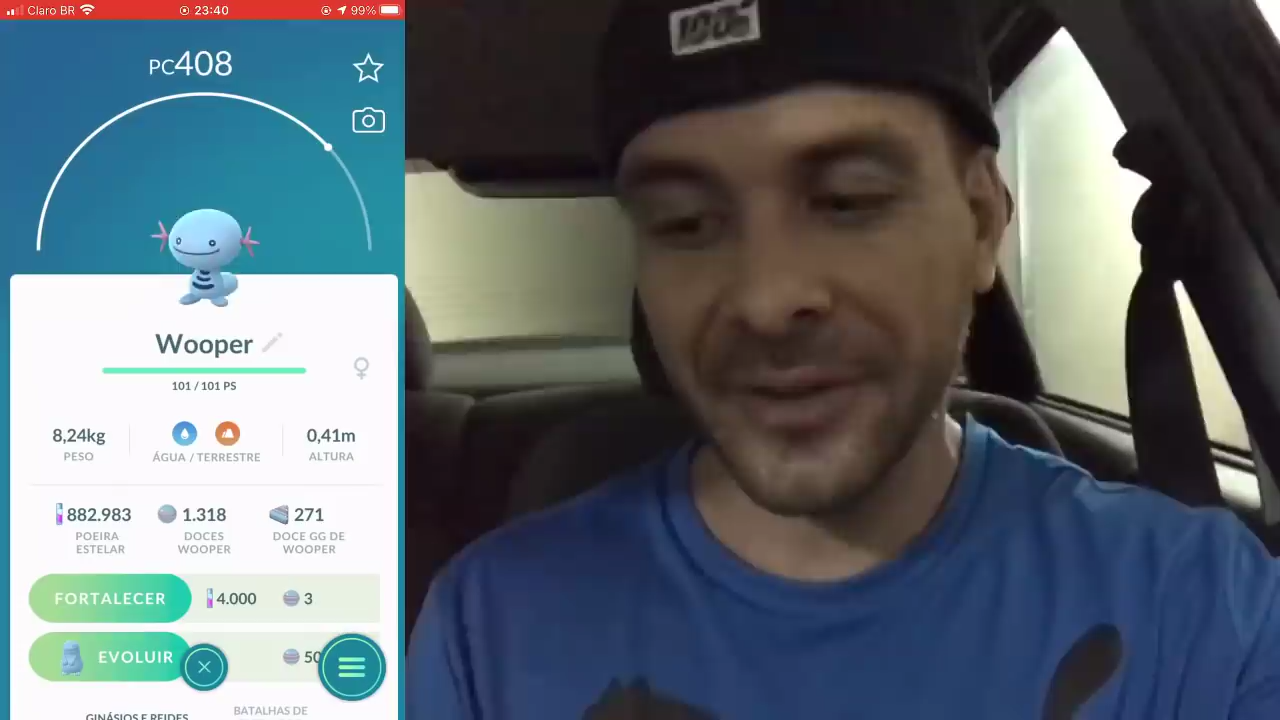 Claro BR 23:40 99%
PC408
Wooper
101 / 101 PS
8,24kg 0,41m
PESO ÁGUA / TERRESTRE ALTURA
882.983 1.318 271
POEIRA ESTELAR DOCES WOOPER DOCE GG DE WOOPER
FORTALECER 4.000 3
EVOLUIR 50
GINÁSIOS E REIDES BATALHAS DE